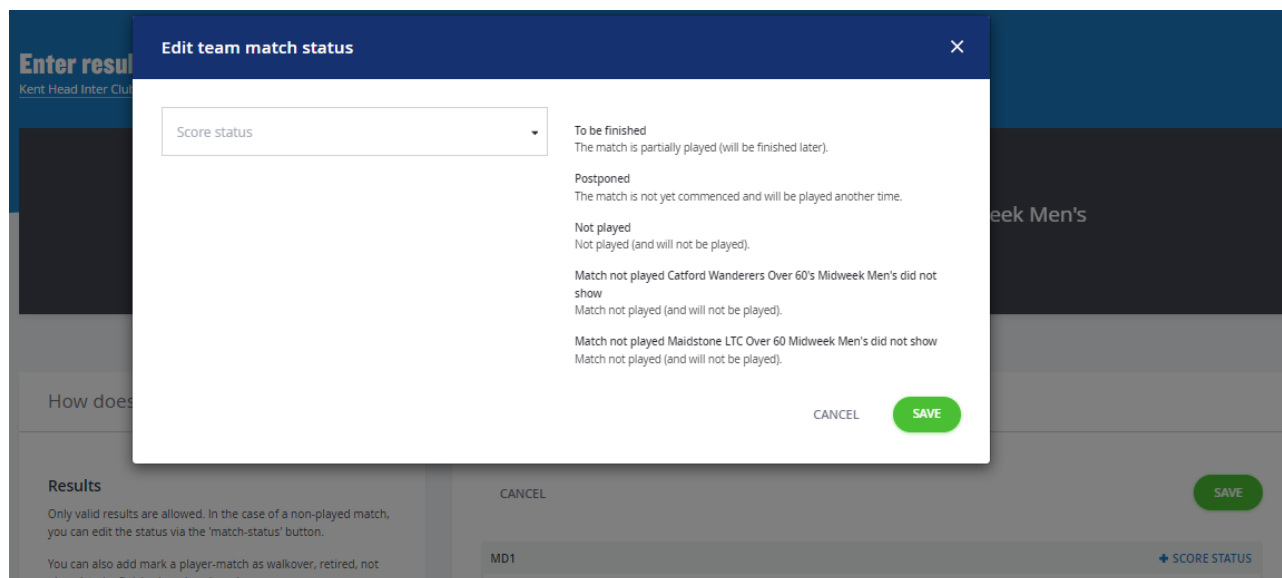 Edit team match status
Enter resul
Kent Head Inter Clu
Score status
To be finished
The match is partially played (will be finished later).
Postponed
The match is not yet commenced and will be played another time.
Not played
Not played (and will not be played).
Match not played Catford Wanderers Over 60's Midweek Men's did not
show
Match not played (and will not be played).
Match not played Maidstone LTC Over 60 Midweek Men's did not show
Match not played (and will not be played).
eek Men's
CANCEL
SAVE
How does
Results
Only valid results are allowed. In the case of a non-played match,
you can edit the status via the 'match-status' button.
You can also add mark a player-match as walkover, retired, not
CANCEL
SAVE
MD1
+ SCORE STATUS